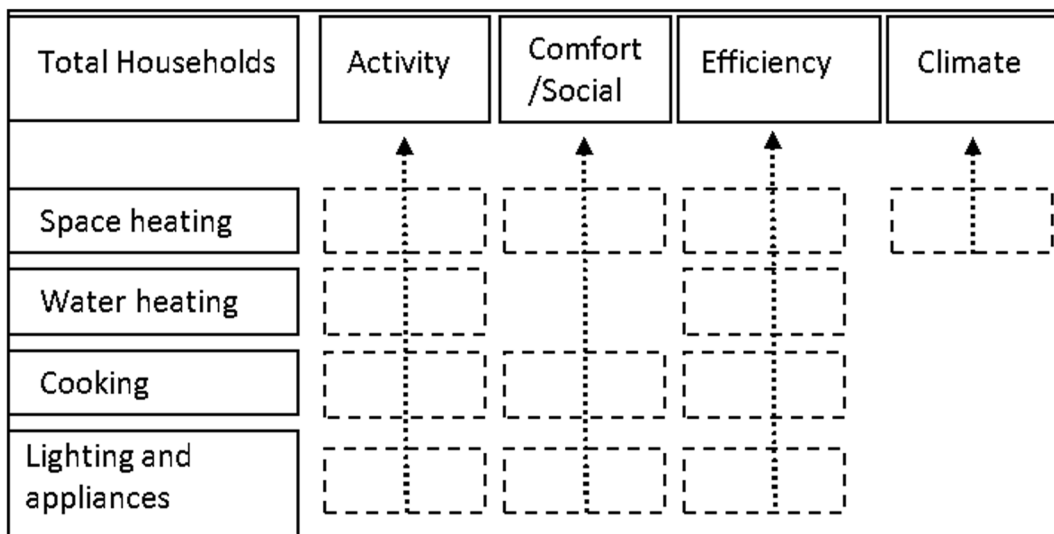 Total Households
Activity
Comfort
/Social
Efficiency
Climate
Space heating
Water heating
Cooking
Lighting and
appliances